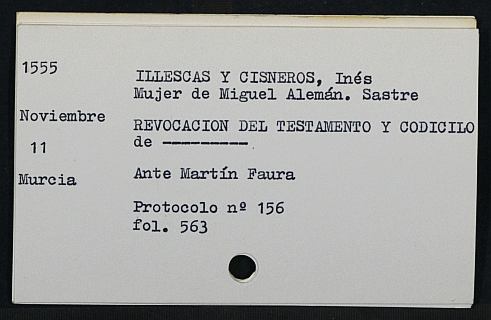 1555
ILLESCAS Y CISNEROS, Inés
Mujer de Miguel Alemán. Sastre
Noviembre
REVOCACION DEL TESTAMENTO Y CODICILO
11
de ---------
Murcia
Ante Martín Faura
Protocolo nº 156
fol. 563